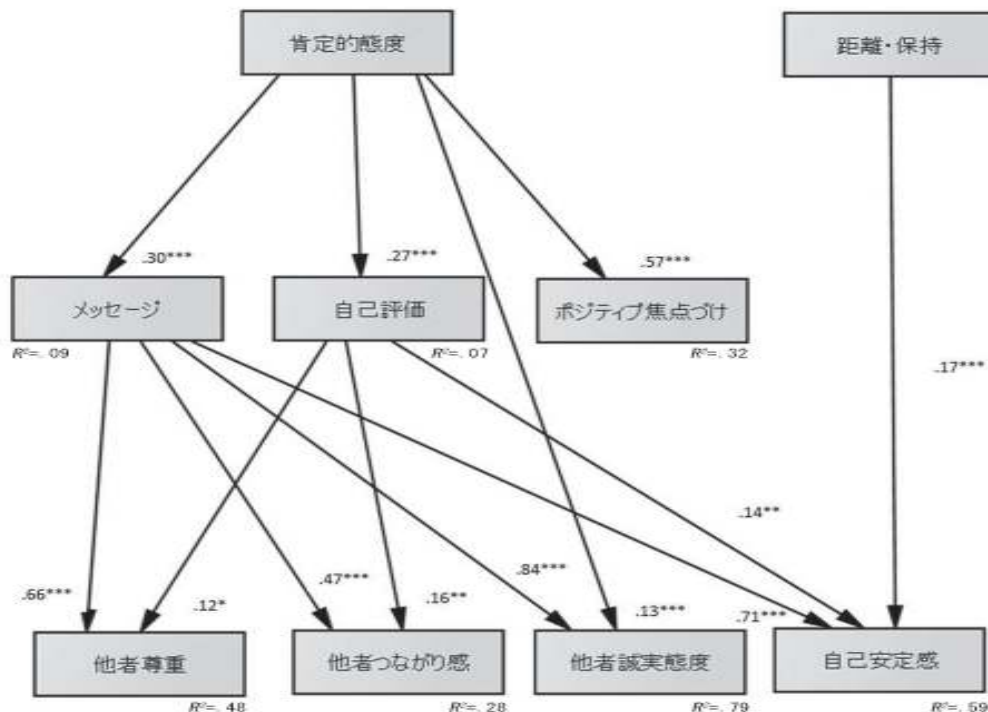 肯定的態度
距離・保持
.30***
.27***
.57***
メッセージ
自己評価
ポジティブ焦点づけ
R²=. 09
R²=. 07
R²=. 32
.17***
.14**
.66***
.12*
.47***
.16**
.84***
.13***
.71***
他者尊重
他者つながり感
他者誠実態度
自己安定感
R²=. 48
R²=. 28
R²=. 79
R²=. 59